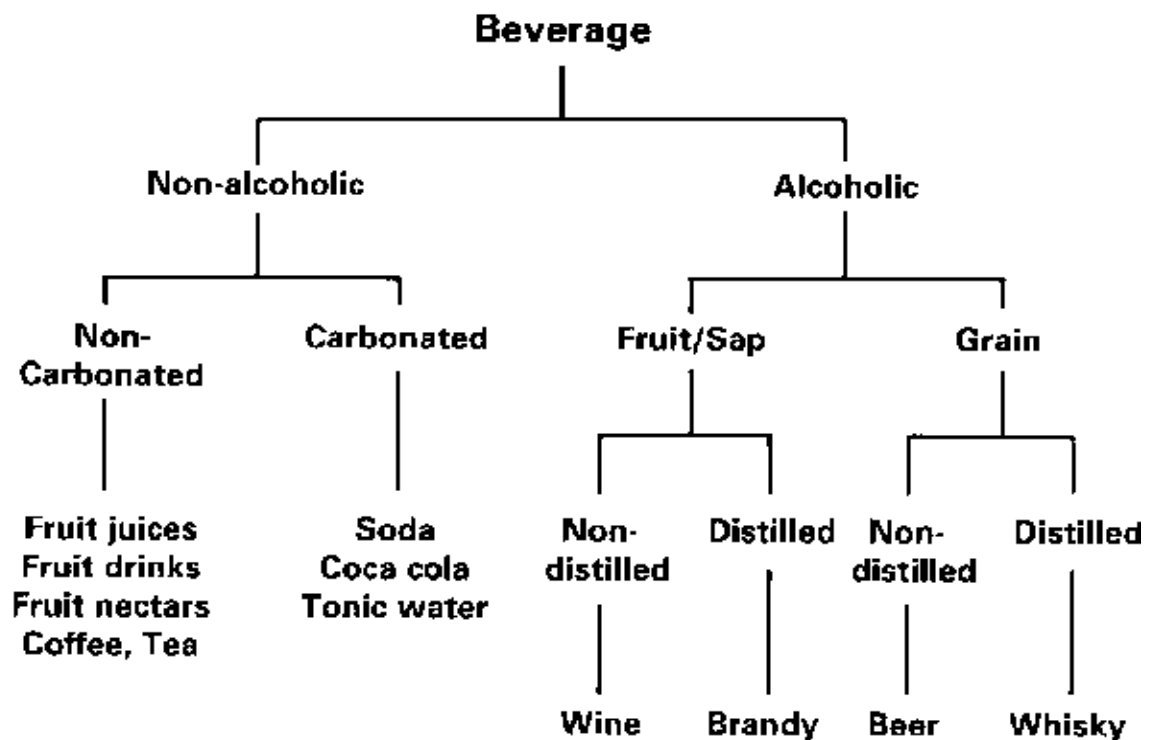 Beverage
Non-alcoholic
Alcoholic
Non-
Carbonated
Carbonated
Fruit/Sap
Grain
Fruit juices
Fruit drinks
Fruit nectars
Coffee, Tea
Soda
Coca cola
Tonic water
Non-
distilled
Distilled
Non-
distilled
Distilled
Wine
Brandy
Beer
Whisky